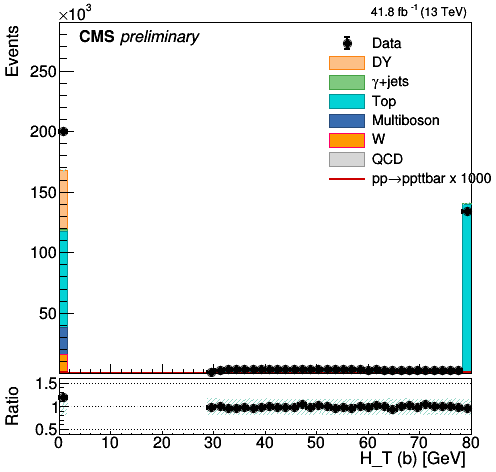 ×10³
41.8 fb⁻¹ (13 TeV)
CMS preliminary
Events
Data
DY
γ+jets
Top
Multiboson
W
QCD
pp→ppttbar x 1000
250
200
150
100
50
Ratio
1.5
1
0.5
0 10 20 30 40 50 60 70 80
H_T (b) [GeV]